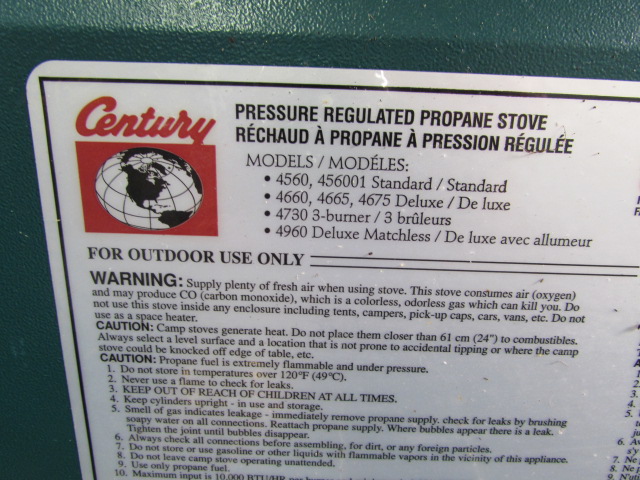 Century
PRESSURE REGULATED PROPANE STOVE
RÉCHAUD À PROPANE À PRESSION RÉGULÉE
MODELS / MODÉLES:
• 4560, 456001 Standard / Standard
• 4660, 4665, 4675 Deluxe / De luxe
• 4730 3-burner / 3 brûleurs
• 4960 Deluxe Matchless / De luxe avec allumeur
FOR OUTDOOR USE ONLY
WARNING: Supply plenty of fresh air when using stove. This stove consumes air (oxygen)
and may produce CO (carbon monoxide), which is a colorless, odorless gas which can kill you. Do
not use this stove inside any enclosure including tents, campers, pick-up caps, cars, vans, etc. Do not
use as a space heater.
CAUTION: Camp stoves generate heat. Do not place them closer than 61 cm (24") to combustibles.
Always select a level surface and a location that is not prone to accidental tipping or where the camp
stove could be knocked off edge of table, etc.
CAUTION: Propane fuel is extremely flammable and under pressure.
1. Do not store in temperatures over 120°F (49°C).
2. Never use a flame to check for leaks.
3. KEEP OUT OF REACH OF CHILDREN AT ALL TIMES.
4. Keep cylinders upright - in use and storage.
5. Smell of gas indicates leakage - immediately remove propane supply. check for leaks by brushing
soapy water on all connections. Reattach propane supply. Where bubbles appear there is a leak.
Tighten the joint until bubbles disappear.
6. Always check all connections before assembling, for dirt, or any foreign particles.
7. Do not store or use gasoline or other liquids with flammable vapors in the vicinity of this appliance.
8. Do not leave camp stove operating unattended.
9. Use only propane fuel.
10. Maximum input is 10,000 BTU/HR per burner